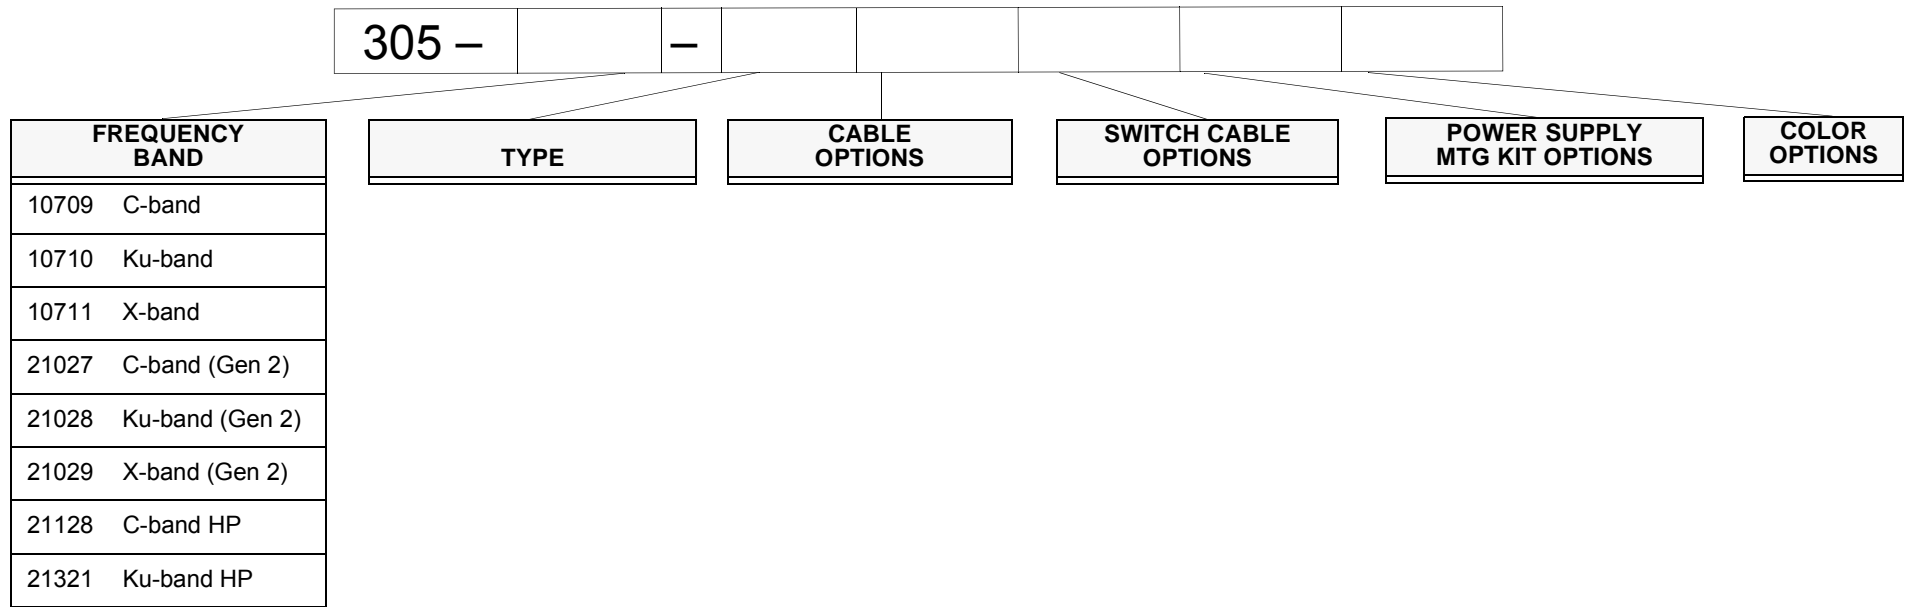 305 – –
FREQUENCY
BAND
TYPE
CABLE
OPTIONS
SWITCH CABLE
OPTIONS
POWER SUPPLY
MTG KIT OPTIONS
COLOR
OPTIONS
10709 C-band
10710 Ku-band
10711 X-band
21027 C-band (Gen 2)
21028 Ku-band (Gen 2)
21029 X-band (Gen 2)
21128 C-band HP
21321 Ku-band HP